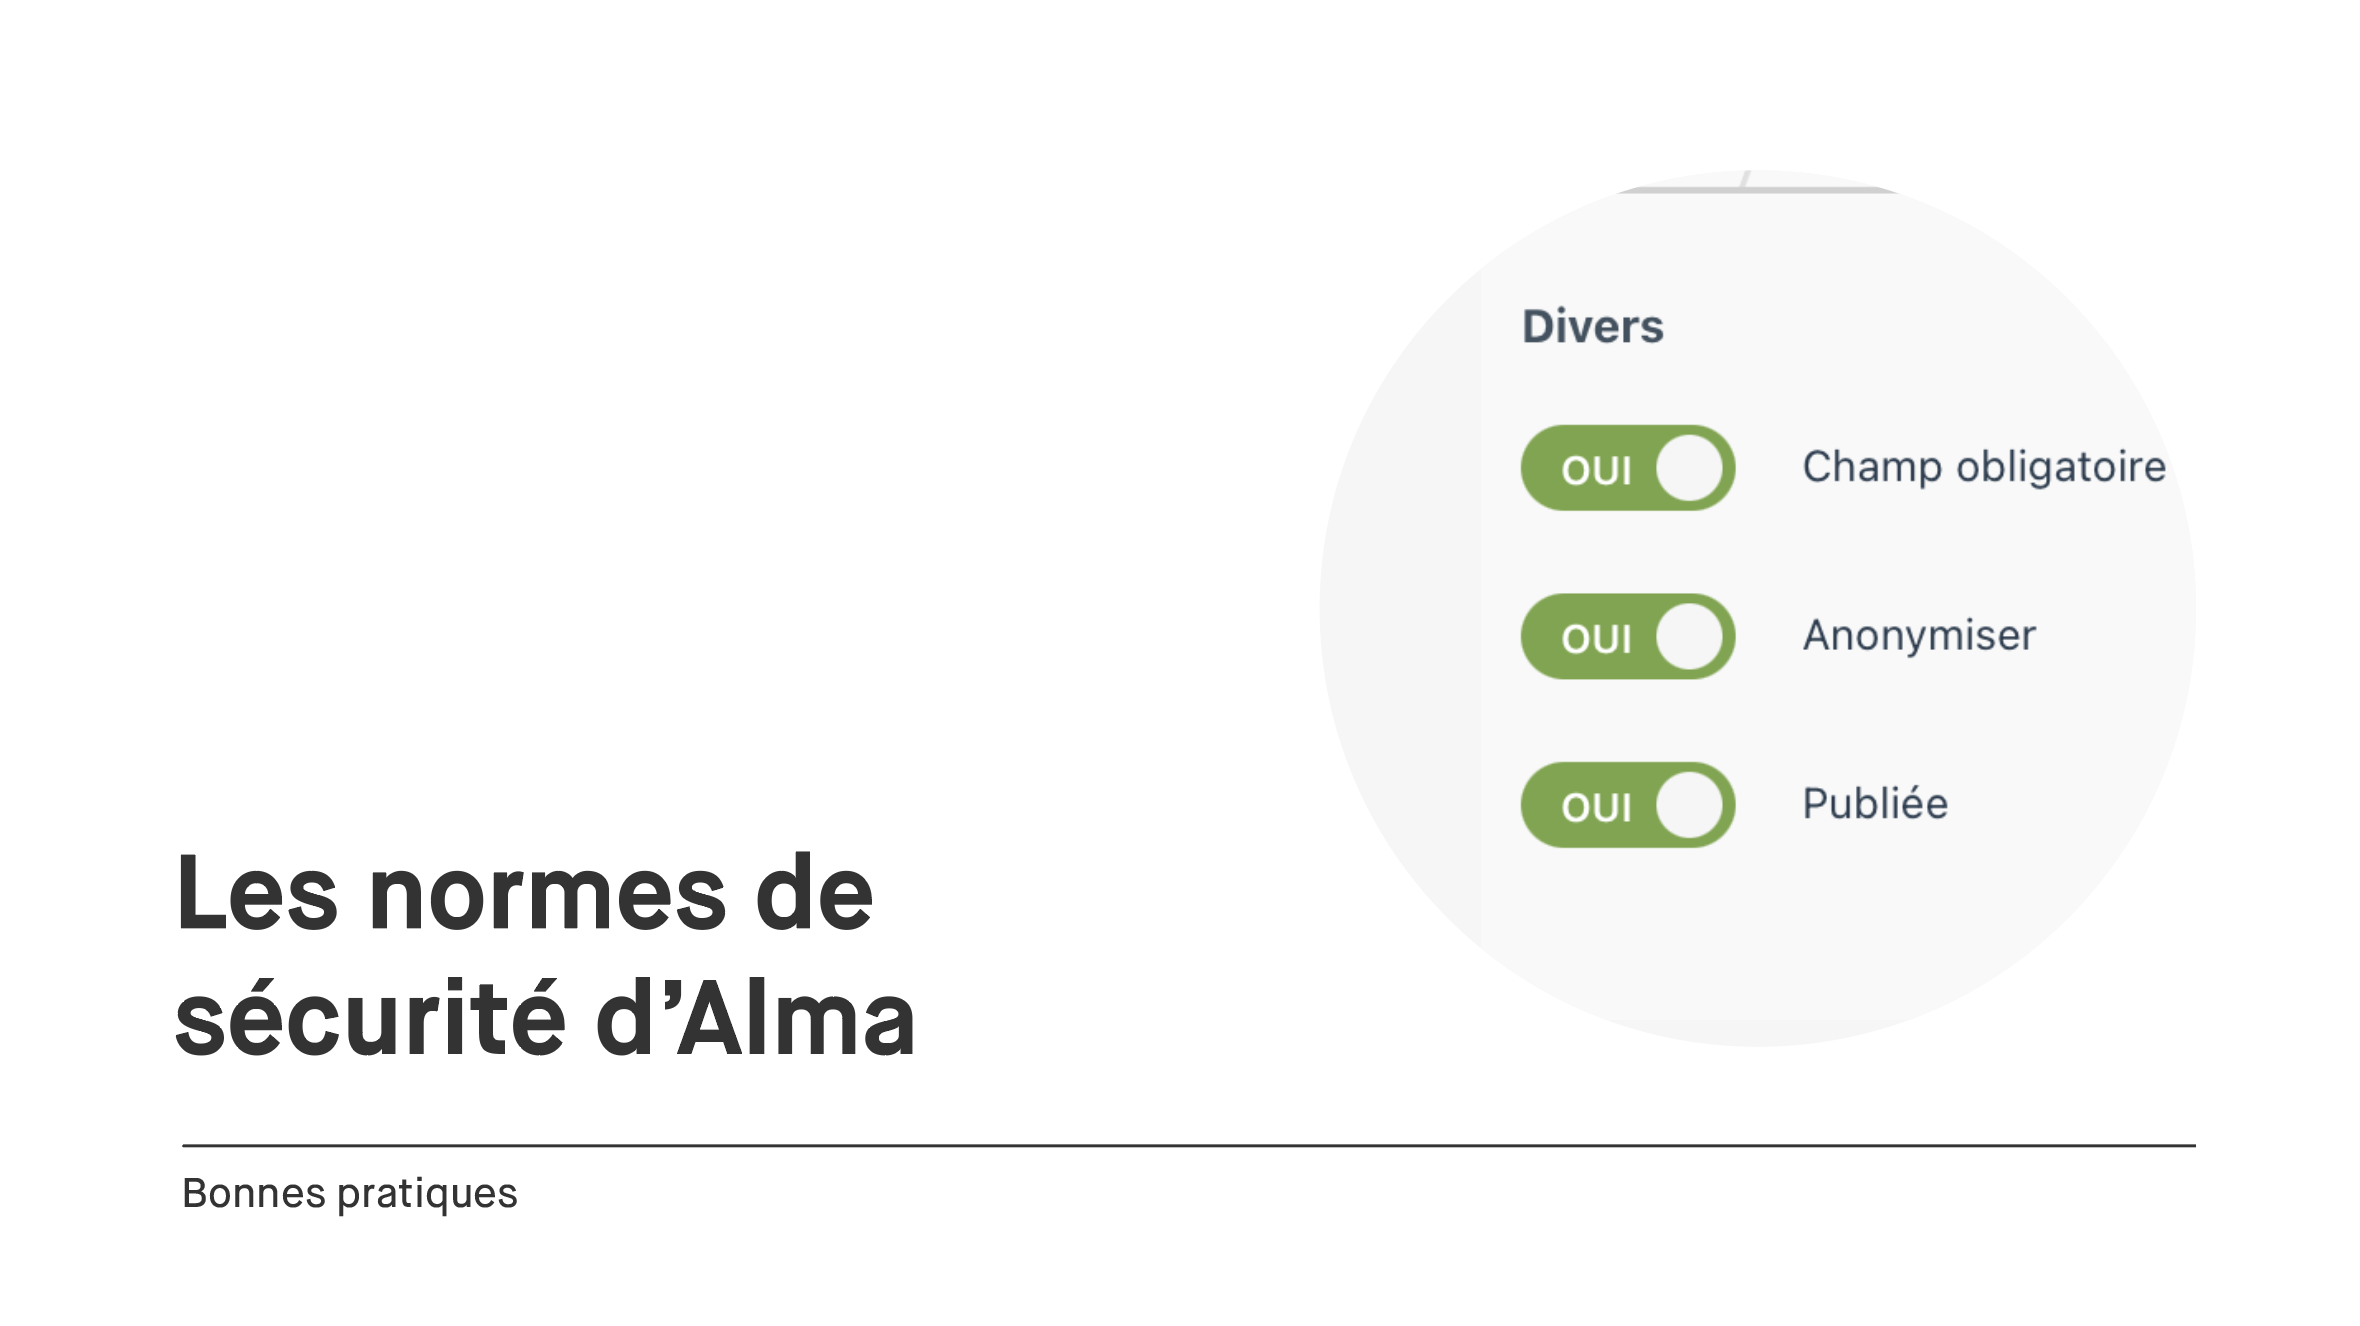 Divers
OUI Champ obligatoire
OUI Anonymiser
OUI Publiée
Les normes de
sécurité d’Alma
Bonnes pratiques